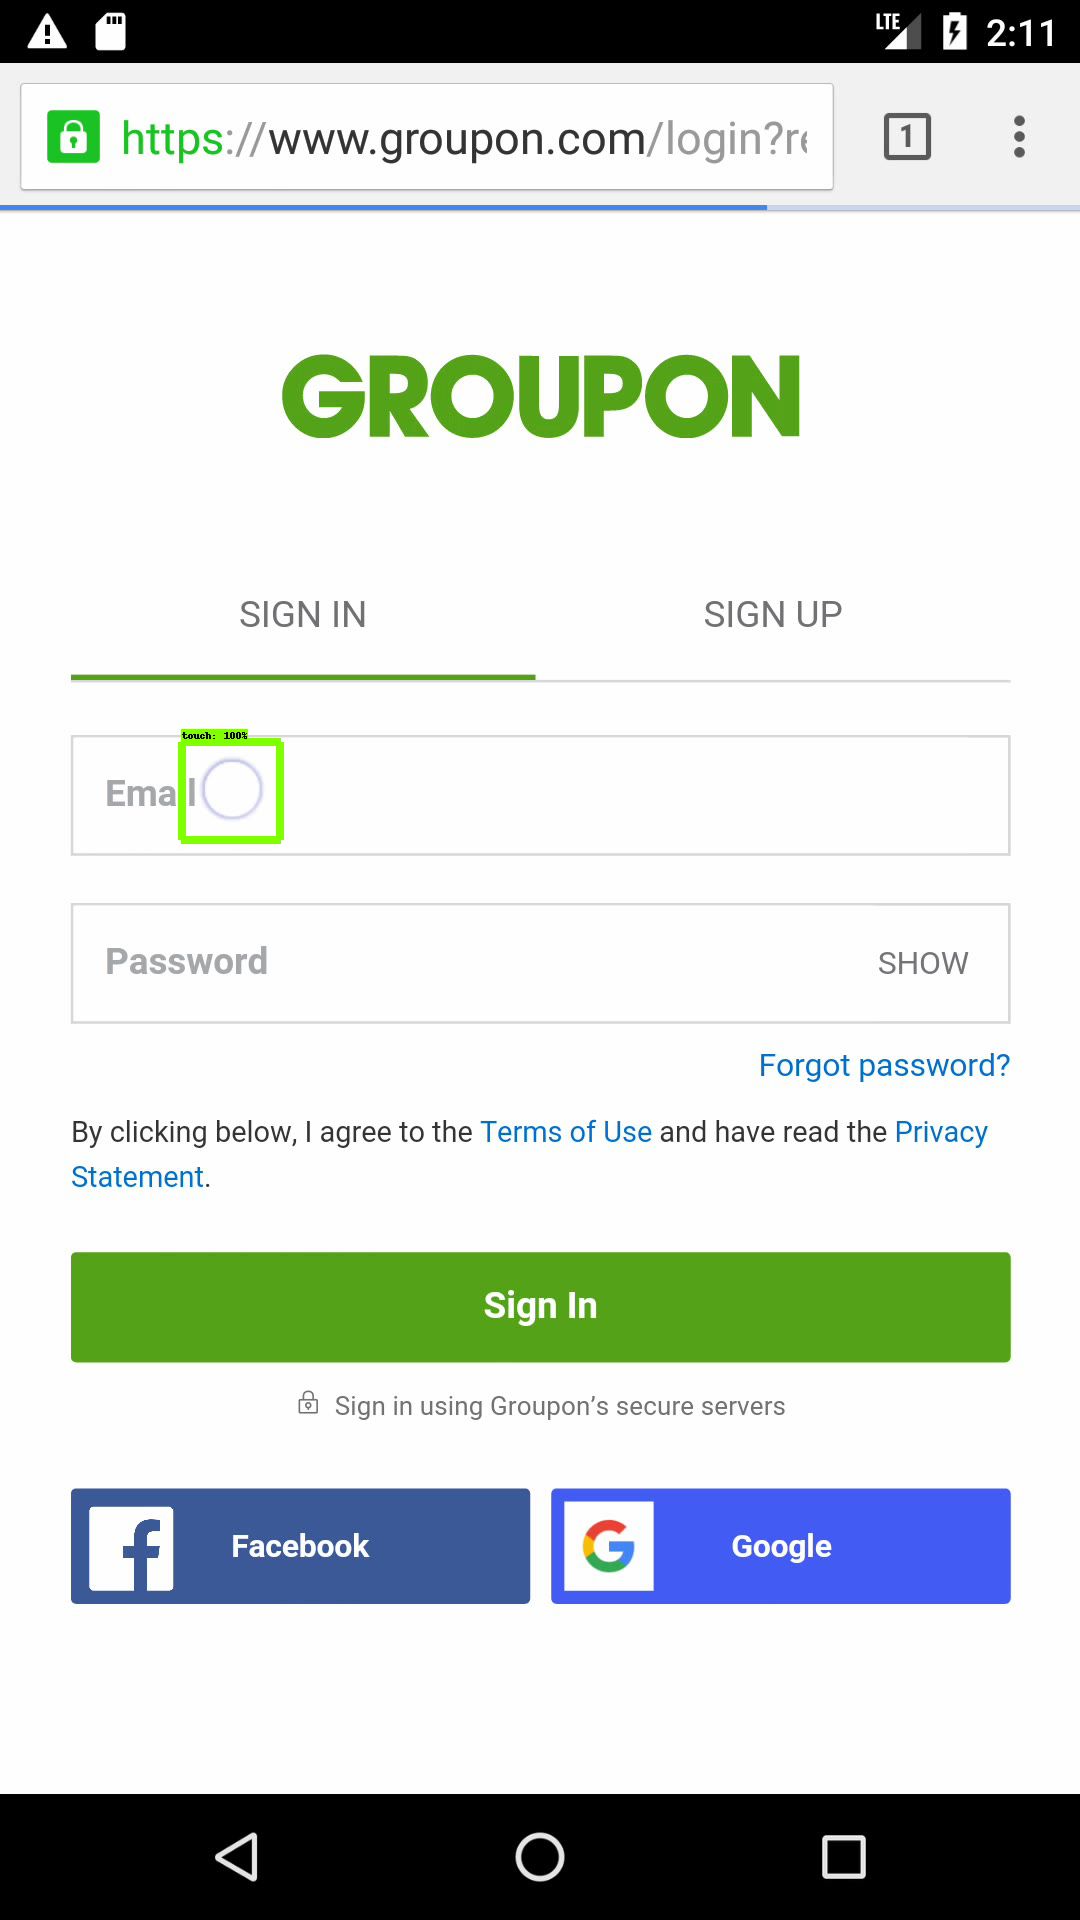 LTE 2:11
https://www.groupon.com/login?re
1
GROUPON
SIGN IN SIGN UP
touch: 100%
Email
Password SHOW
Forgot password?
By clicking below, I agree to the Terms of Use and have read the Privacy
Statement.
Sign In
Sign in using Groupon’s secure servers
Facebook Google